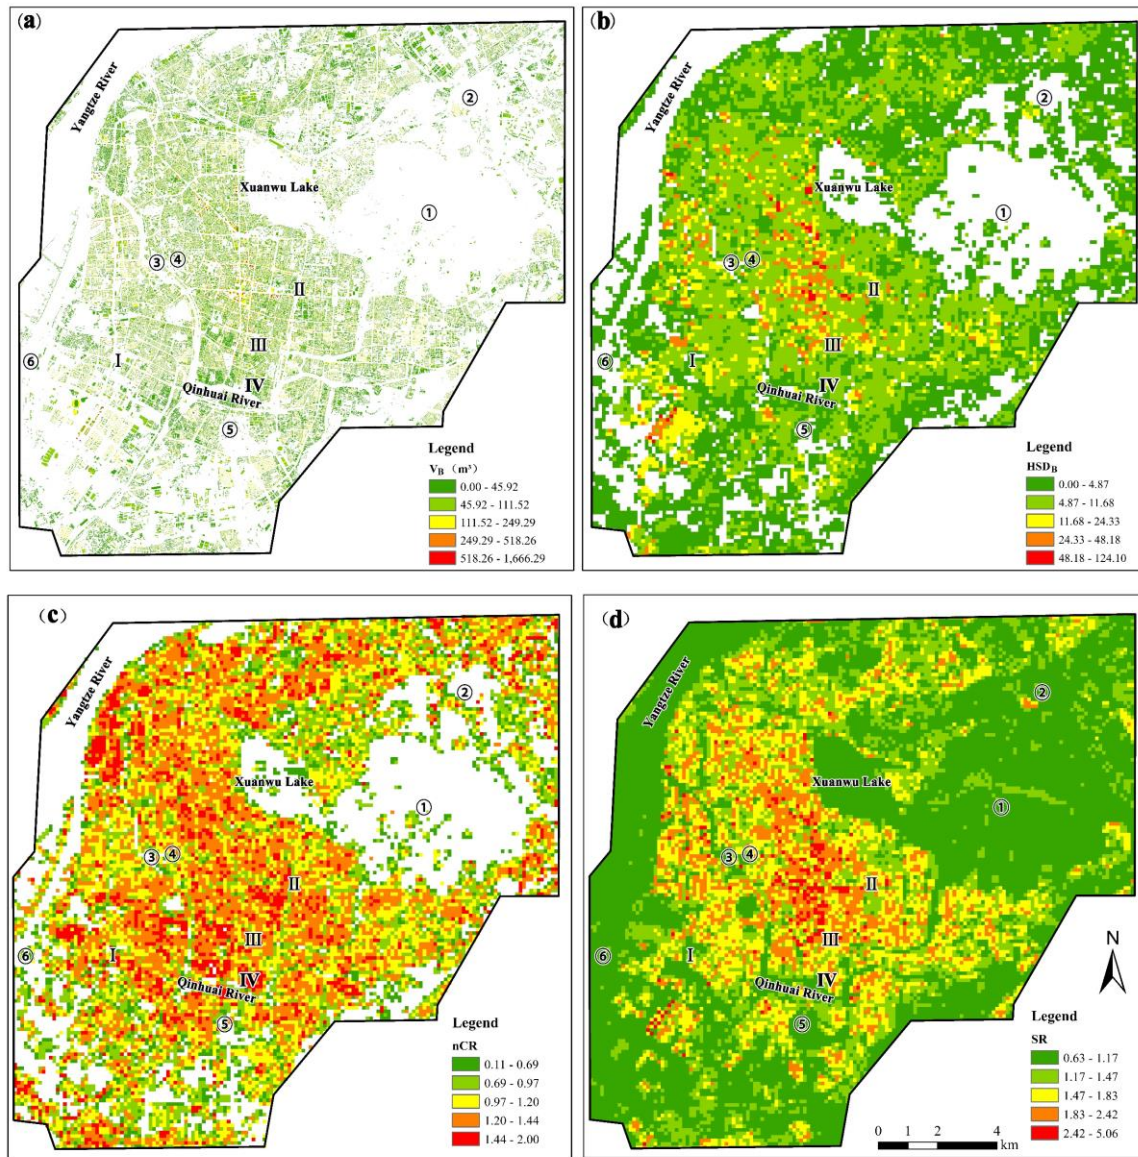 (a)
Yangtze River
②
Xuanwu Lake
①
③ ④
Ⅱ
Ⅲ
⑥
Ⅰ
Ⅳ
Qinhuai River
⑤
Legend
V_B （m³）
0.00 - 45.92
45.92 - 111.52
111.52 - 249.29
249.29 - 518.26
518.26 - 1,666.29
(b)
Yangtze River
②
Xuanwu Lake
①
③ ④
Ⅱ
Ⅲ
⑥
Ⅰ
Ⅳ
Qinhuai River
⑤
Legend
HSD_B
0.00 - 4.87
4.87 - 11.68
11.68 - 24.33
24.33 - 48.18
48.18 - 124.10
（c）
Yangtze River
②
Xuanwu Lake
①
③ ④
Ⅱ
Ⅲ
⑥
Ⅰ
Ⅳ
Qinhuai River
⑤
Legend
nCR
0.11 - 0.69
0.69 - 0.97
0.97 - 1.20
1.20 - 1.44
1.44 - 2.00
（d）
Yangtze River
②
Xuanwu Lake
①
③ ④
Ⅱ
Ⅲ
⑥
Ⅰ
Ⅳ
Qinhuai River
⑤
N
Legend
SR
0.63 - 1.17
1.17 - 1.47
1.47 - 1.83
1.83 - 2.42
2.42 - 5.06
0 1 2 4
km